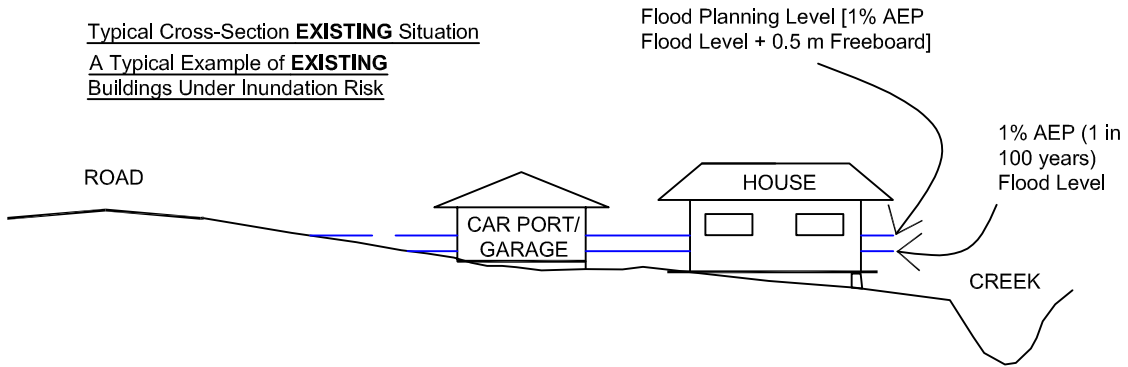 Typical Cross-Section EXISTING Situation
A Typical Example of EXISTING
Buildings Under Inundation Risk
Flood Planning Level [1% AEP
Flood Level + 0.5 m Freeboard]
1% AEP (1 in
100 years)
Flood Level
ROAD
HOUSE
CAR PORT/
GARAGE
CREEK